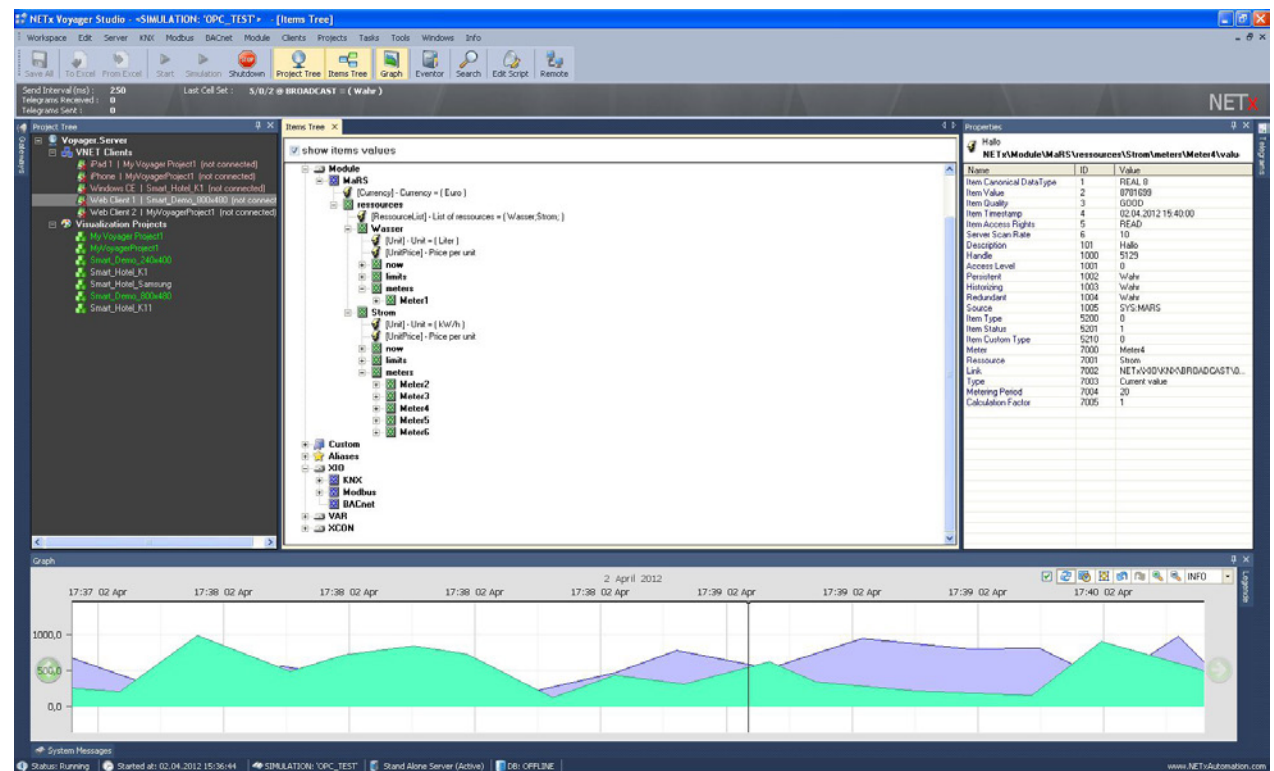 NETx Voyager Studio - <SIMULATION: 'OPC_TEST'> - [Items Tree]
Workspace Edit Server KNX Modbus BACnet Module Clients Projects Tasks Tools Windows Info
Save All To Excel From Excel Start Simulation Shutdown Project Tree Items Tree Graph Eventor Search Edit Script Remote
Send Interval (ms) : 250 Last Cell Set : 5/0/2 @ BROADCAST = ( Wahr )
Telegrams Received : 0
Telegrams Sent : 0
NETx
Gateways
Project Tree
Voyager.Server
VNET Clients
iPad 1 | My Voyager Project1 (not connected)
iPhone | MyVoyagerProject1 (not connected)
Windows CE | Smart_Hotel_K1 (not connected)
Web Client 1 | Smart_Demo_800x480 (not connect
Web Client 2 | MyVoyagerProject1 (not connected)
Visualization Projects
My Voyager Project1
MyVoyagerProject1
Smart_Demo_240x400
Smart_Hotel_K1
Smart_Hotel_Samsung
Smart_Demo_800x480
Smart_Hotel_K11
Items Tree
show items values
Module
MaRS
[Currency] - Currency = ( Euro )
ressources
[RessourceList] - List of ressources = ( Wasser;Strom; )
Wasser
[Unit] - Unit = ( Liter )
[UnitPrice] - Price per unit
now
limits
meters
Meter1
Strom
[Unit] - Unit = ( kW/h )
[UnitPrice] - Price per unit
now
limits
meters
Meter2
Meter3
Meter4
Meter5
Meter6
Custom
Aliases
XIO
KNX
Modbus
BACnet
VAR
XCON
Properties
Hallo
NETx\Module\MaRS\ressources\Strom\meters\Meter4\valu
Name ID Value
Item Canonical DataType 1 REAL 8
Item Value 2 8781699
Item Quality 3 GOOD
Item Timestamp 4 02.04.2012 15:40:00
Item Access Rights 5 READ
Server Scan Rate 6 10
Description 101 Hallo
Handle 1000 5129
Access Level 1001 0
Persistent 1002 Wahr
Historizing 1003 Wahr
Redundant 1004 Wahr
Source 1005 SYS:MARS
Item Type 5200 0
Item Status 5201 1
Item Custom Type 5210 0
Meter 7000 Meter4
Ressource 7001 Strom
Link 7002 NETx\XIO\KNX\BROADCAST\0...
Type 7003 Current value
Metering Period 7004 20
Calculation Factor 7005 1
Telegrams
Graph
2 April 2012
INFO
Legende
17:37 02 Apr 17:38 02 Apr 17:38 02 Apr 17:38 02 Apr 17:38 02 Apr 17:39 02 Apr 17:39 02 Apr 17:39 02 Apr 17:40 02 Apr
1000,0
500,0
0,0
System Messages
Status: Running Started at: 02.04.2012 15:36:44 SIMULATION: 'OPC_TEST' Stand Alone Server (Active) DB: OFFLINE www.NETxAutomation.com